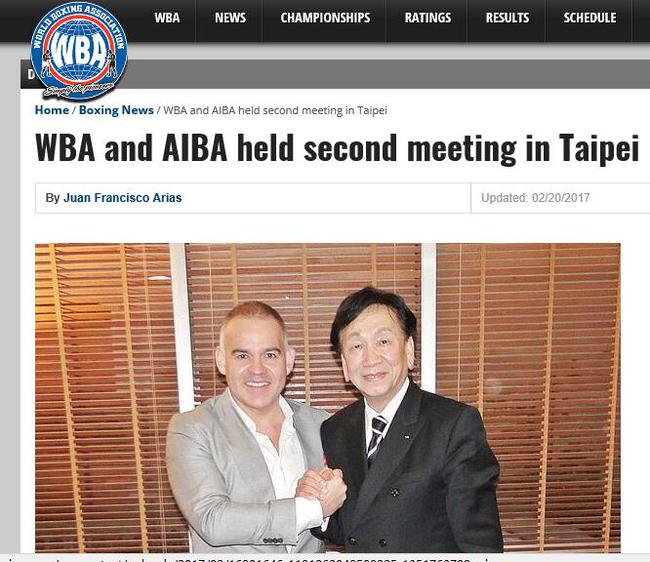 WORLD BOXING ASSOCIATION
WBA
Simply the pioneers
WBA NEWS CHAMPIONSHIPS RATINGS RESULTS SCHEDULE
D
Home / Boxing News / WBA and AIBA held second meeting in Taipei
WBA and AIBA held second meeting in Taipei
By Juan Francisco Arias
Updated: 02/20/2017